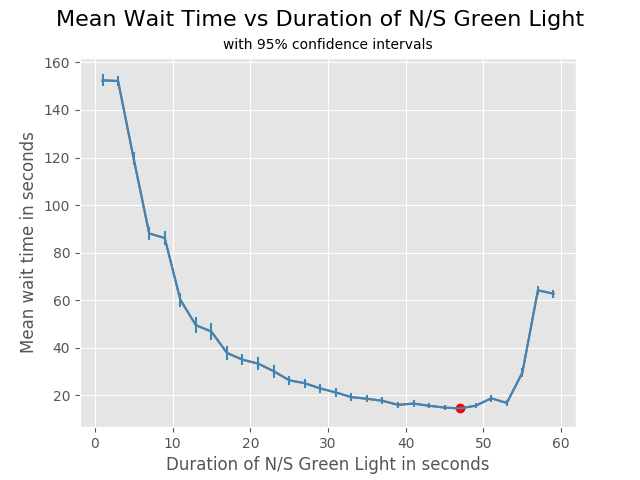 Mean Wait Time vs Duration of N/S Green Light
with 95% confidence intervals
160
140
120
100
80
60
40
20
Mean wait time in seconds
0 10 20 30 40 50 60
Duration of N/S Green Light in seconds